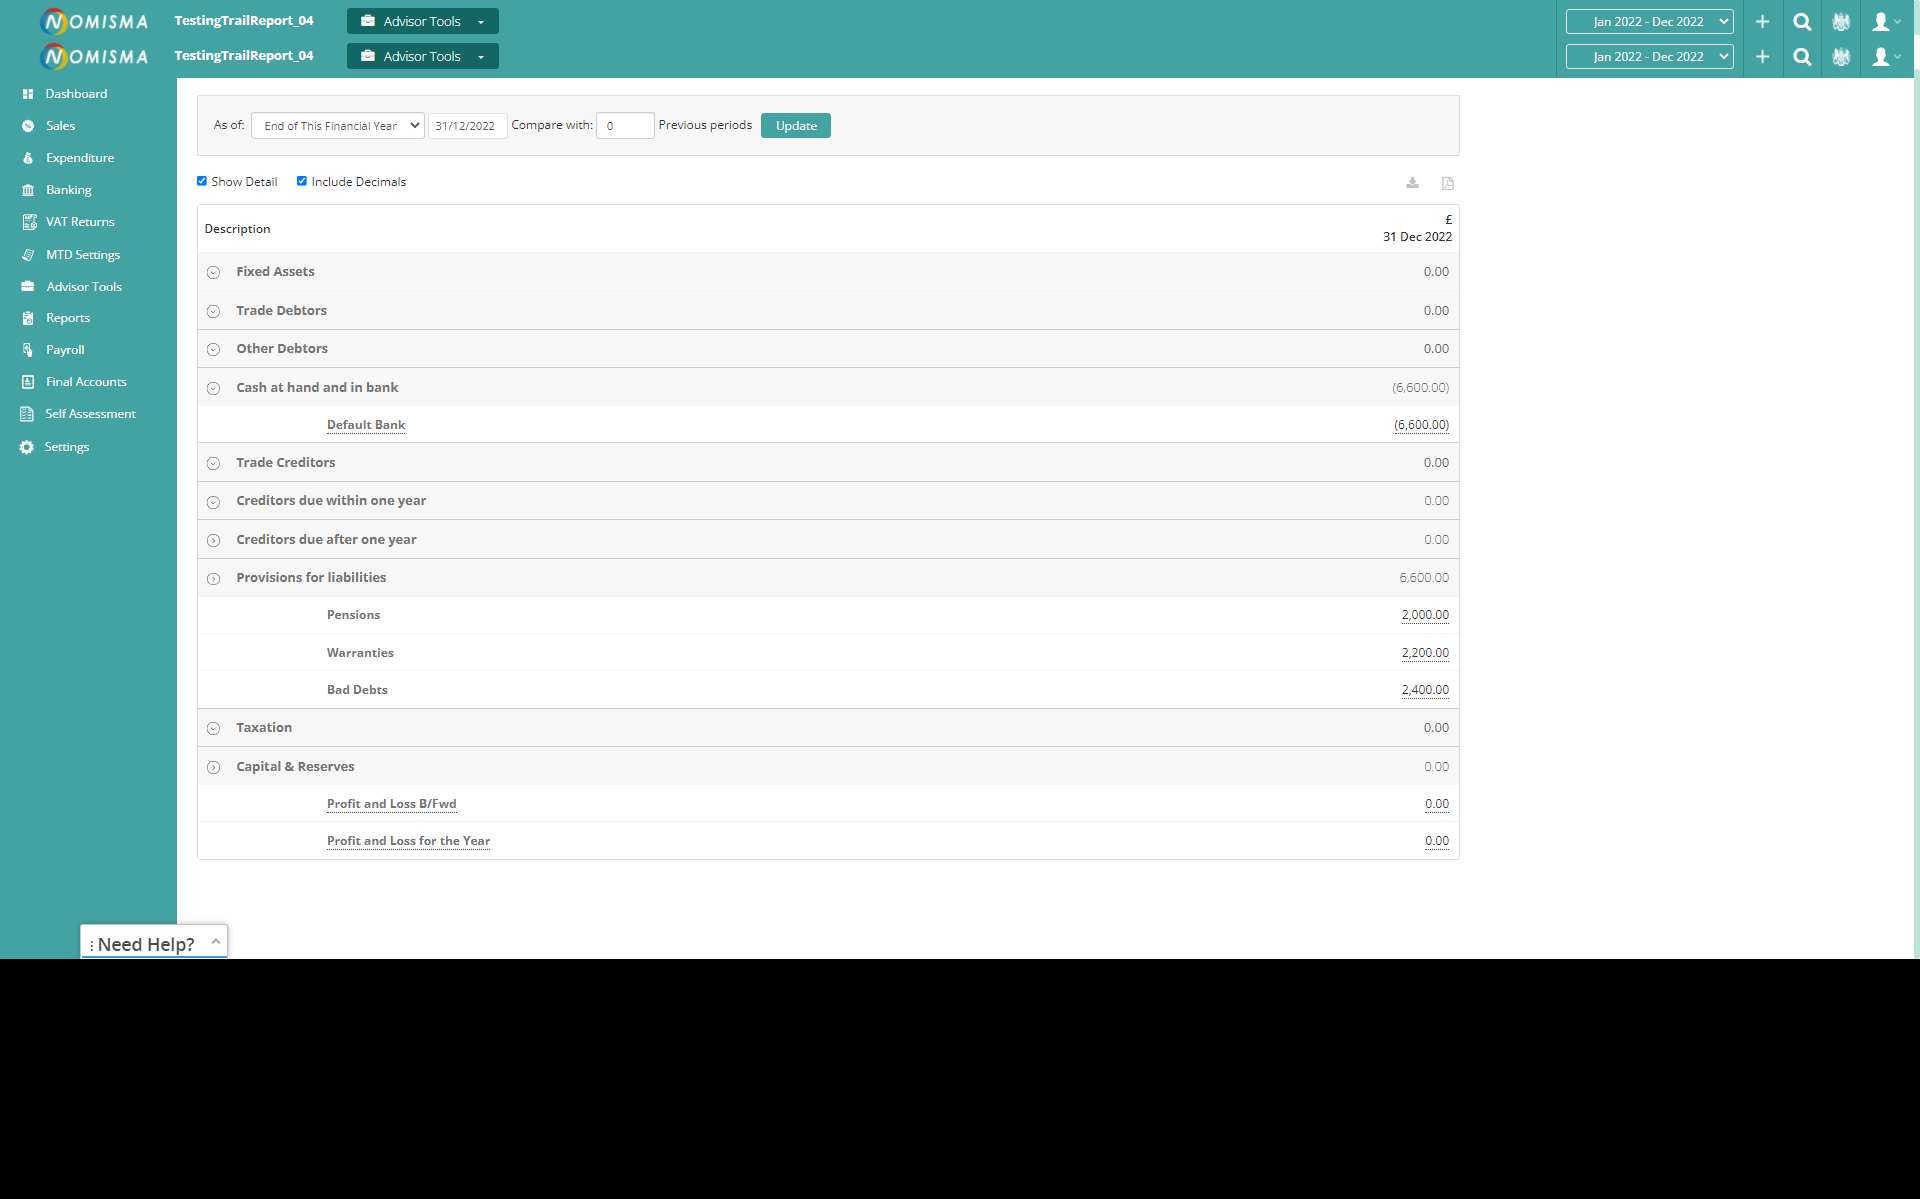 NOMISMA TestingTrailReport_04 Advisor Tools Jan 2022 - Dec 2022
NOMISMA TestingTrailReport_04 Advisor Tools Jan 2022 - Dec 2022
Dashboard
Sales
Expenditure
Banking
VAT Returns
MTD Settings
Advisor Tools
Reports
Payroll
Final Accounts
Self Assessment
Settings
As of: End of This Financial Year 31/12/2022 Compare with: 0 Previous periods Update
Show Detail Include Decimals
£
Description 31 Dec 2022
Fixed Assets 0.00
Trade Debtors 0.00
Other Debtors 0.00
Cash at hand and in bank (6,600.00)
Default Bank (6,600.00)
Trade Creditors 0.00
Creditors due within one year 0.00
Creditors due after one year 0.00
Provisions for liabilities 6,600.00
Pensions 2,000.00
Warranties 2,200.00
Bad Debts 2,400.00
Taxation 0.00
Capital & Reserves 0.00
Profit and Loss B/Fwd 0.00
Profit and Loss for the Year 0.00
Need Help?